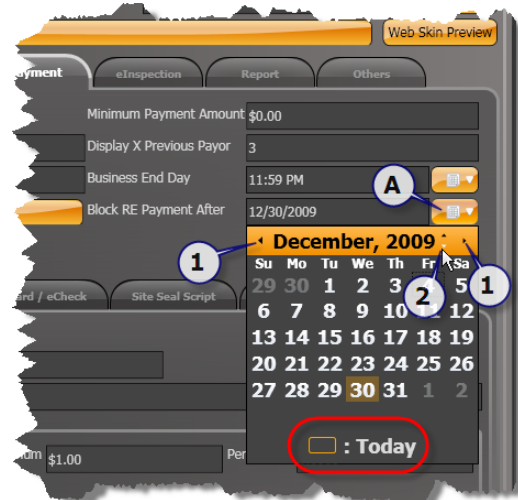 Web Skin Preview
ayment eInspection Report Others
Minimum Payment Amount $0.00
Display X Previous Payor 3
Business End Day 11:59 PM
A
Block RE Payment After 12/30/2009
1 December, 2009 1
Su Mo Tu We Th Fr Sa
29 30 1 2 3 5
2
6 7 8 9 10 11 12
ard / eCheck Site Seal Script
13 14 15 16 17 18 19
20 21 22 23 24 25 26
27 28 29 30 31 1 2
: Today
um $1.00 Per